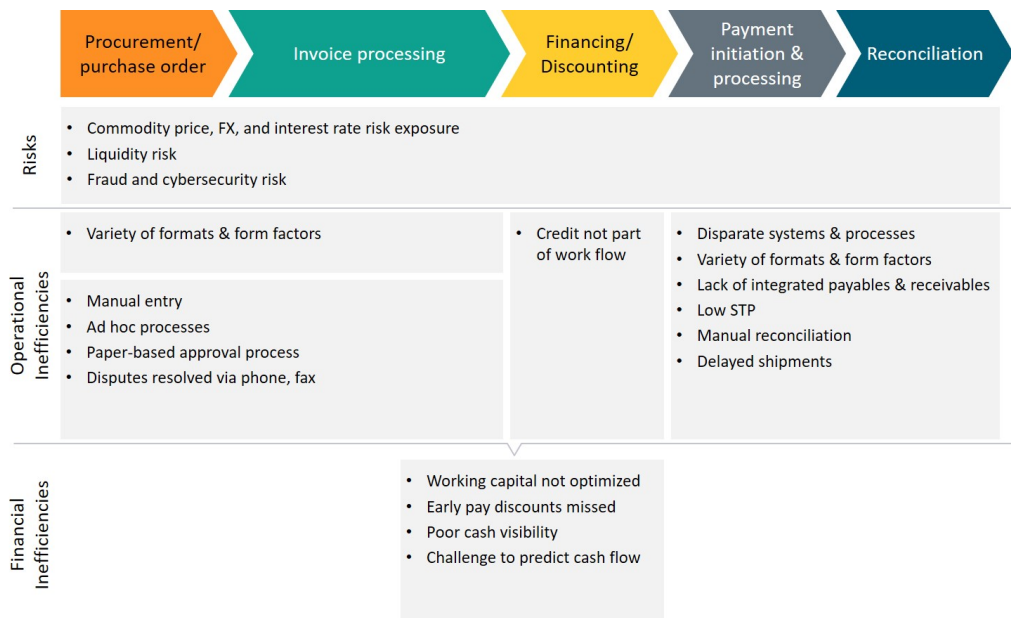 Procurement/
purchase order
Invoice processing
Financing/
Discounting
Payment
initiation &
processing
Reconciliation
Risks
• Commodity price, FX, and interest rate risk exposure
• Liquidity risk
• Fraud and cybersecurity risk
Operational
Inefficiencies
• Variety of formats & form factors
• Manual entry
• Ad hoc processes
• Paper-based approval process
• Disputes resolved via phone, fax
• Credit not part
of work flow
• Disparate systems & processes
• Variety of formats & form factors
• Lack of integrated payables & receivables
• Low STP
• Manual reconciliation
• Delayed shipments
Financial
Inefficiencies
• Working capital not optimized
• Early pay discounts missed
• Poor cash visibility
• Challenge to predict cash flow